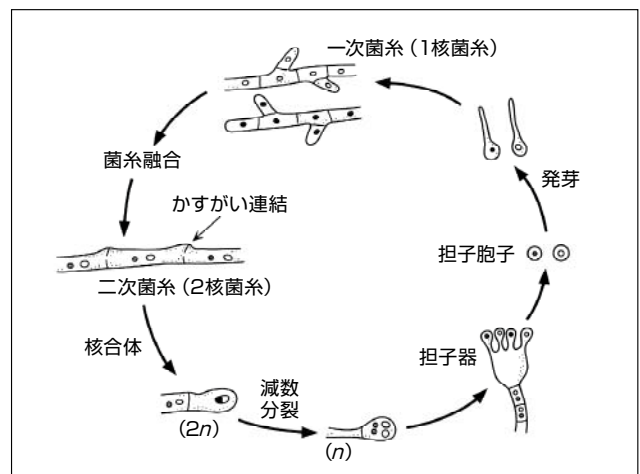 一次菌糸（1核菌糸）
菌糸融合
かすがい連結
二次菌糸（2核菌糸）
核合体
(2n)
減数
分裂
(n)
担子器
担子胞子
発芽